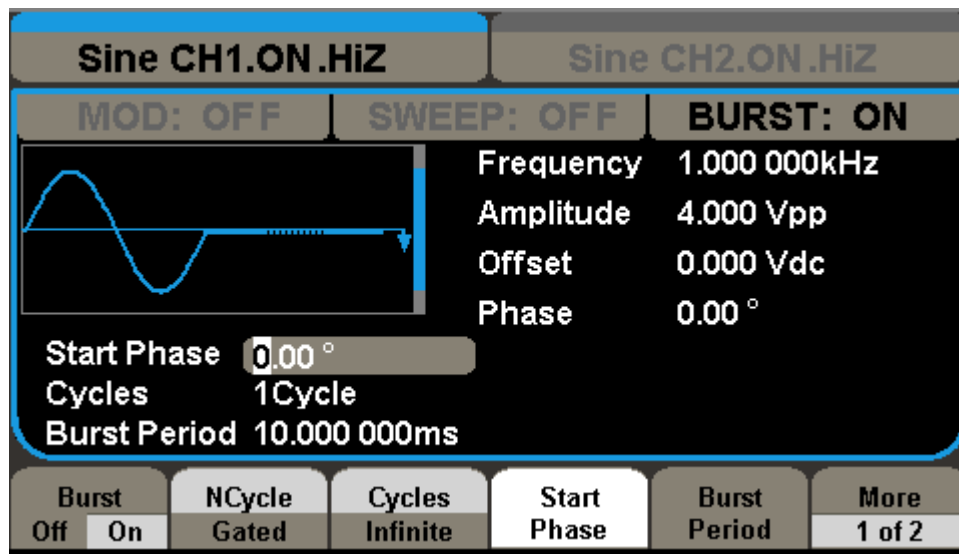 Sine CH1.ON.HiZ
Sine CH2.ON.HiZ
MOD: OFF
SWEEP: OFF
BURST: ON
Frequency 1.000 000kHz
Amplitude 4.000 Vpp
Offset 0.000 Vdc
Phase 0.00 °
Start Phase 0.00 °
Cycles 1Cycle
Burst Period 10.000 000ms
Burst
Off On
NCycle
Gated
Cycles
Infinite
Start
Phase
Burst
Period
More
1 of 2